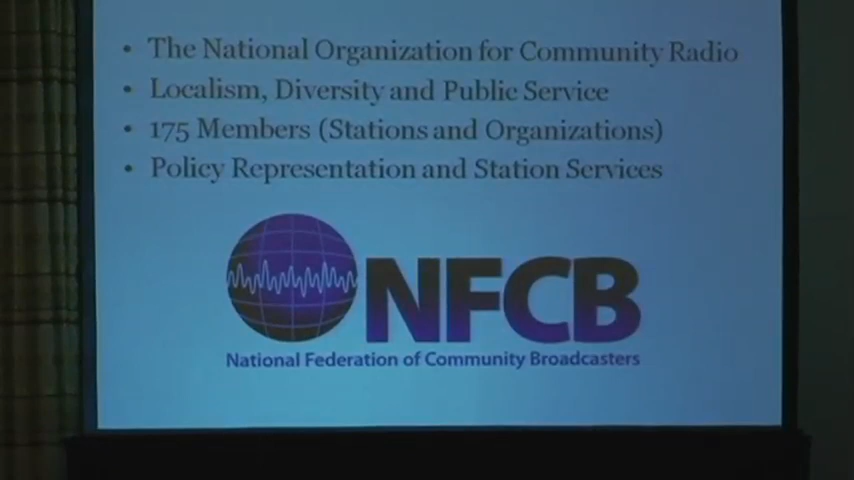 • The National Organization for Community Radio
• Localism, Diversity and Public Service
• 175 Members (Stations and Organizations)
• Policy Representation and Station Services
NFCB
National Federation of Community Broadcasters